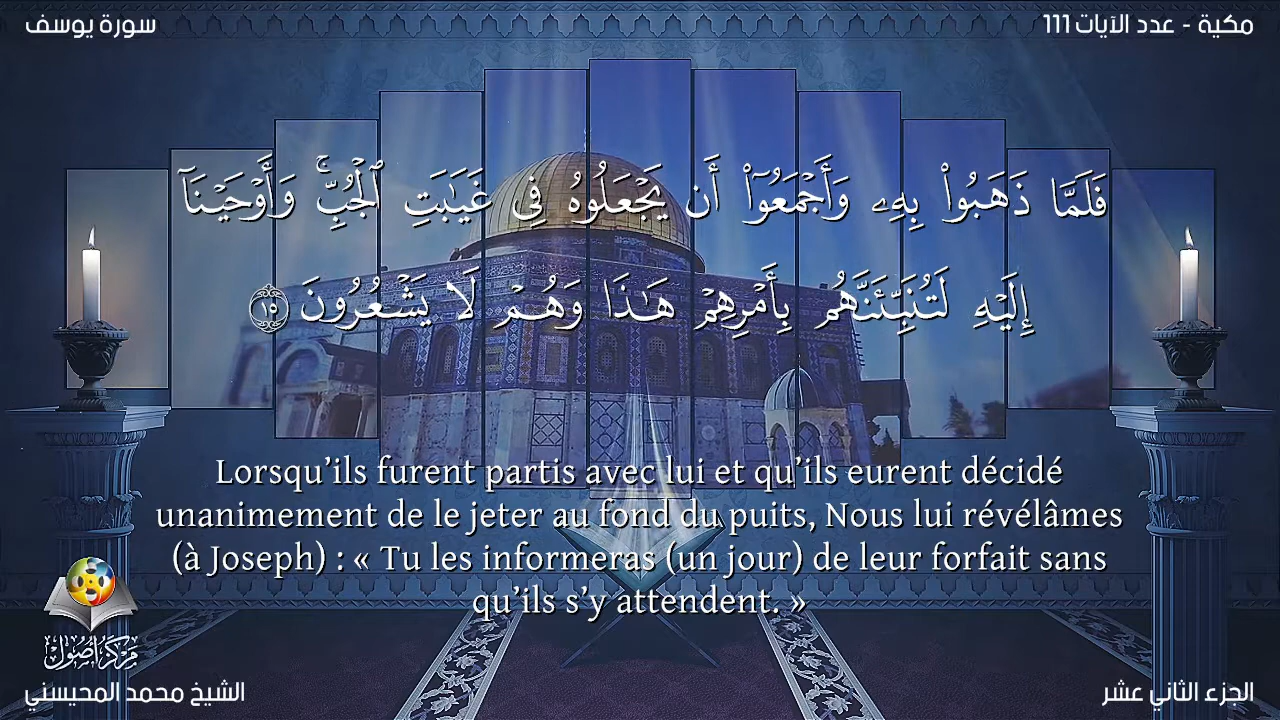 سورة يوسف
مكية - عدد الآيات 111
فَلَمَّا ذَهَبُوا۟ بِهِۦ وَأَجْمَعُوٓا۟ أَن يَجْعَلُوهُ فِى غَيَٰبَتِ ٱلْجُبِّ ۚ وَأَوْحَيْنَآ
إِلَيْهِ لَتُنَبِّئَنَّهُم بِأَمْرِهِمْ هَٰذَا وَهُمْ لَا يَشْعُرُونَ ١٥
Lorsqu’ils furent partis avec lui et qu’ils eurent décidé
unanimement de le jeter au fond du puits, Nous lui révélâmes
(à Joseph) : « Tu les informeras (un jour) de leur forfait sans
qu’ils s’y attendent. »
مركز أصول
الشيخ محمد المحيسني
الجزء الثاني عشر